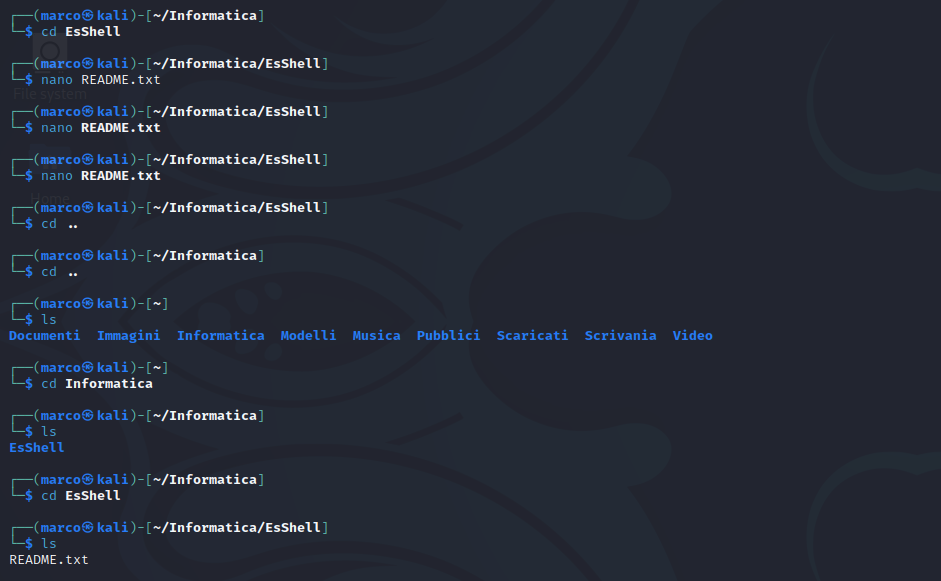 ┌──(marco㉿kali)-[~/Informatica]
└─$ cd EsShell
┌──(marco㉿kali)-[~/Informatica/EsShell]
└─$ nano README.txt
File system
┌──(marco㉿kali)-[~/Informatica/EsShell]
└─$ nano README.txt
┌──(marco㉿kali)-[~/Informatica/EsShell]
└─$ nano README.txt
Home
┌──(marco㉿kali)-[~/Informatica/EsShell]
└─$ cd ..
┌──(marco㉿kali)-[~/Informatica]
└─$ cd ..
┌──(marco㉿kali)-[~]
└─$ ls
Documenti Immagini Informatica Modelli Musica Pubblici Scaricati Scrivania Video
┌──(marco㉿kali)-[~]
└─$ cd Informatica
┌──(marco㉿kali)-[~/Informatica]
└─$ ls
EsShell
┌──(marco㉿kali)-[~/Informatica]
└─$ cd EsShell
┌──(marco㉿kali)-[~/Informatica/EsShell]
└─$ ls
README.txt